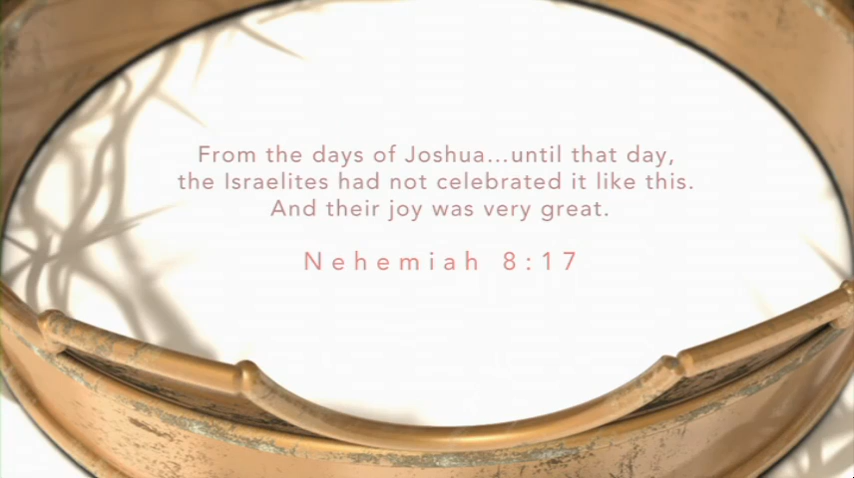 From the days of Joshua...until that day,
the Israelites had not celebrated it like this.
And their joy was very great.
Nehemiah 8:17